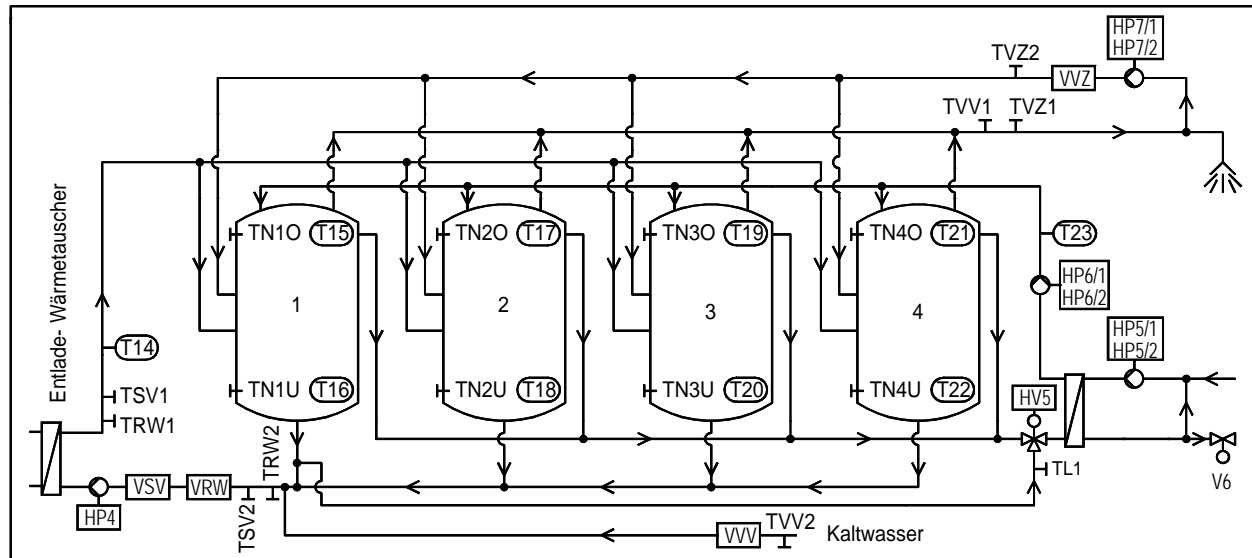 HP7/1
HP7/2
TVZ2
VVZ
TVV1
TVZ1
Entlade- Wärmetauscher
TN1O
T15
TN2O
T17
TN3O
T19
TN4O
T21
T23
HP6/1
HP6/2
1
2
3
4
T14
HP5/1
HP5/2
TSV1
TRW1
TN1U
T16
TN2U
T18
TN3U
T20
TN4U
T22
HV5
TRW2
TL1
V6
VSV
VRW
HP4
TSV2
VVV
TVV2
Kaltwasser